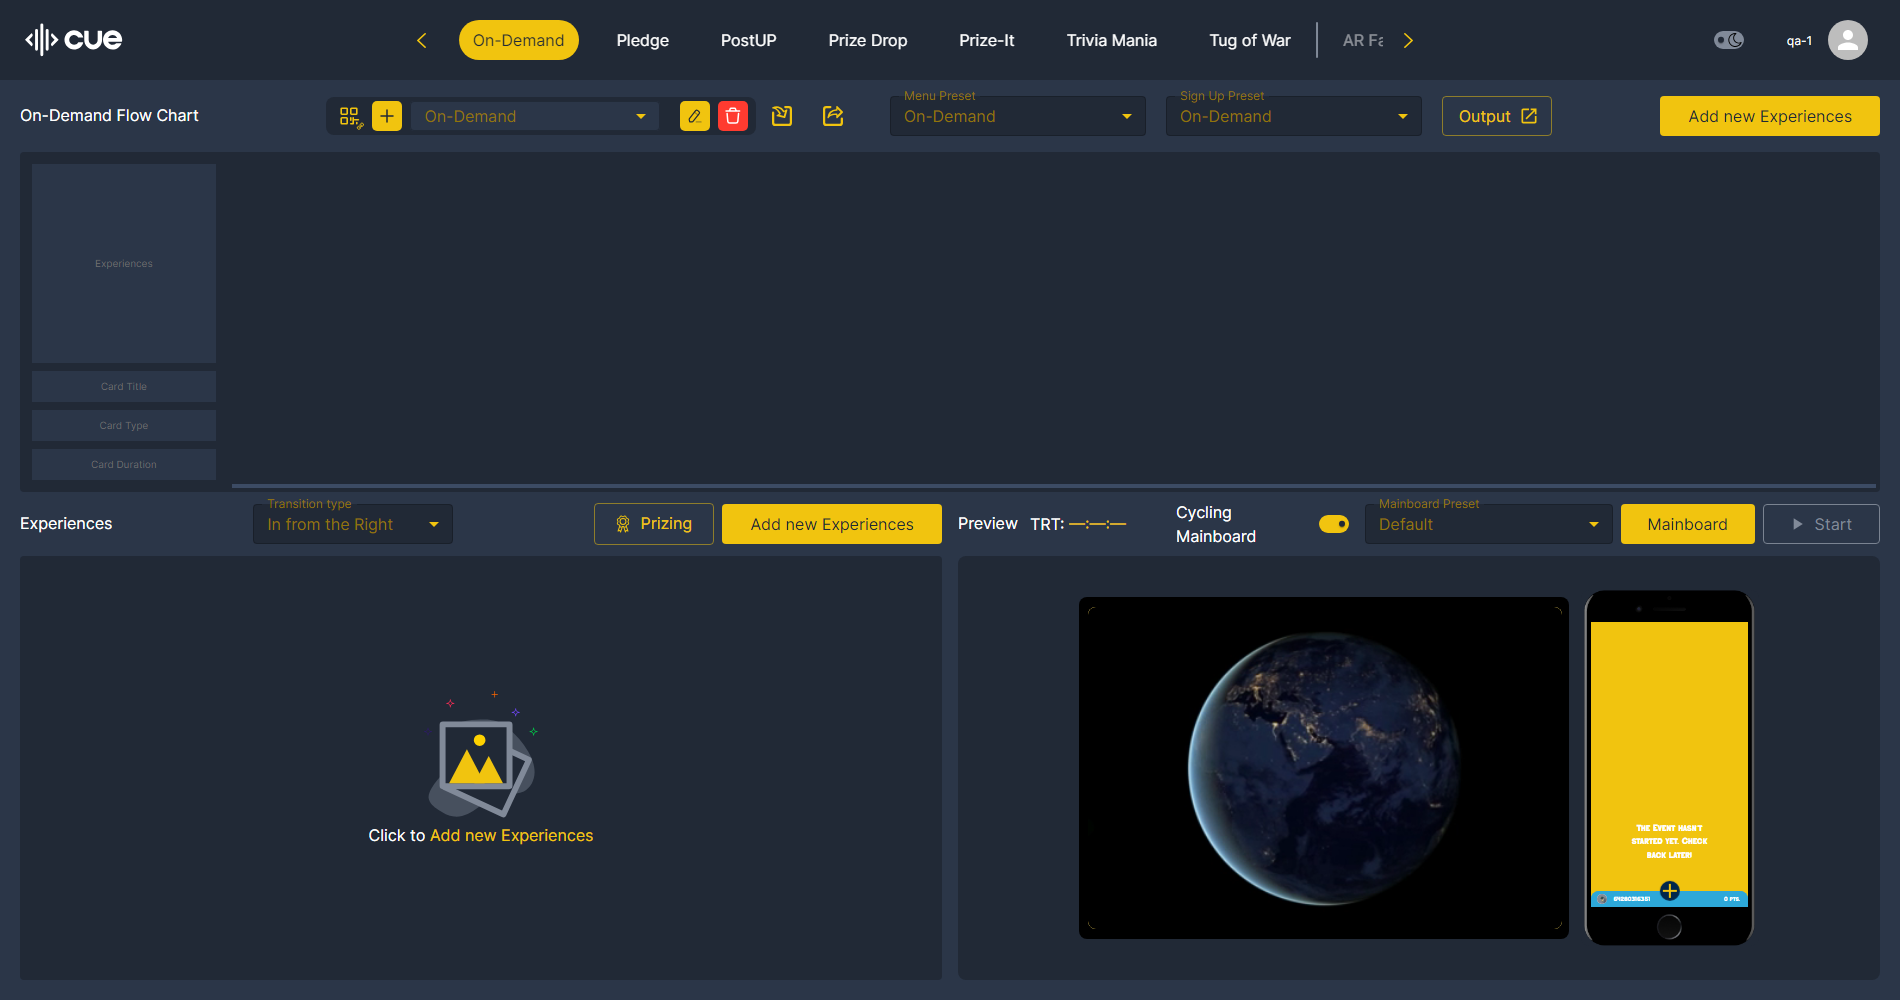 cue
On-Demand
Pledge
PostUP
Prize Drop
Prize-It
Trivia Mania
Tug of War
AR Fa
qa-1
On-Demand Flow Chart
On-Demand
Menu Preset
On-Demand
Sign Up Preset
On-Demand
Output
Add new Experiences
Experiences
Card Title
Card Type
Card Duration
Experiences
Transition type
In from the Right
Prizing
Add new Experiences
Preview
TRT: —:—:—
Cycling
Mainboard
Mainboard Preset
Default
Mainboard
Start
Click to Add new Experiences
The Event hasn't
started yet. Check
back later!
0 pts.